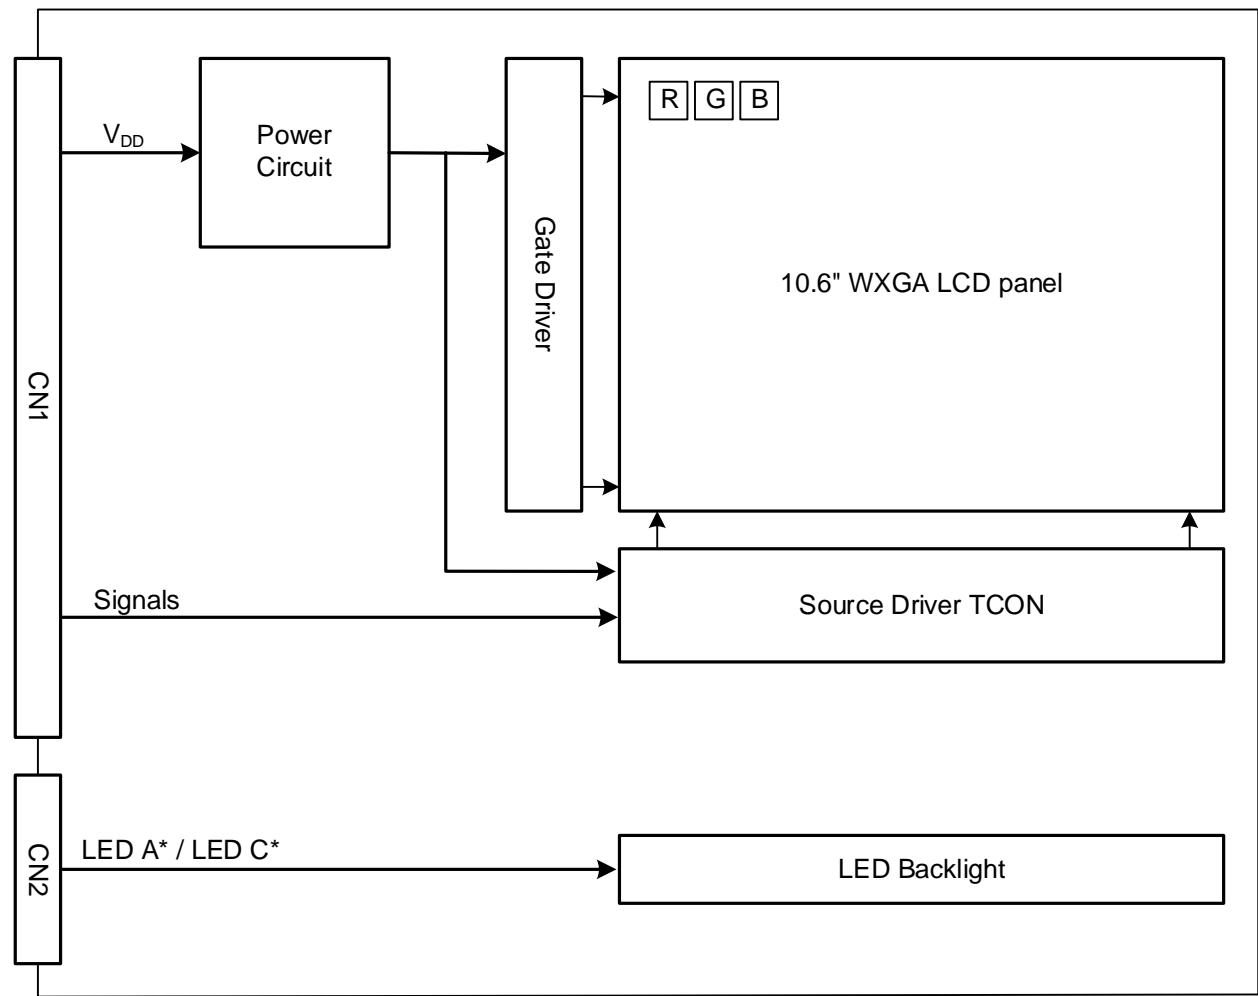 V_DD
Power
Circuit
Gate Driver
R G B
10.6" WXGA LCD panel
CN1
Signals
Source Driver TCON
CN2
LED A* / LED C*
LED Backlight